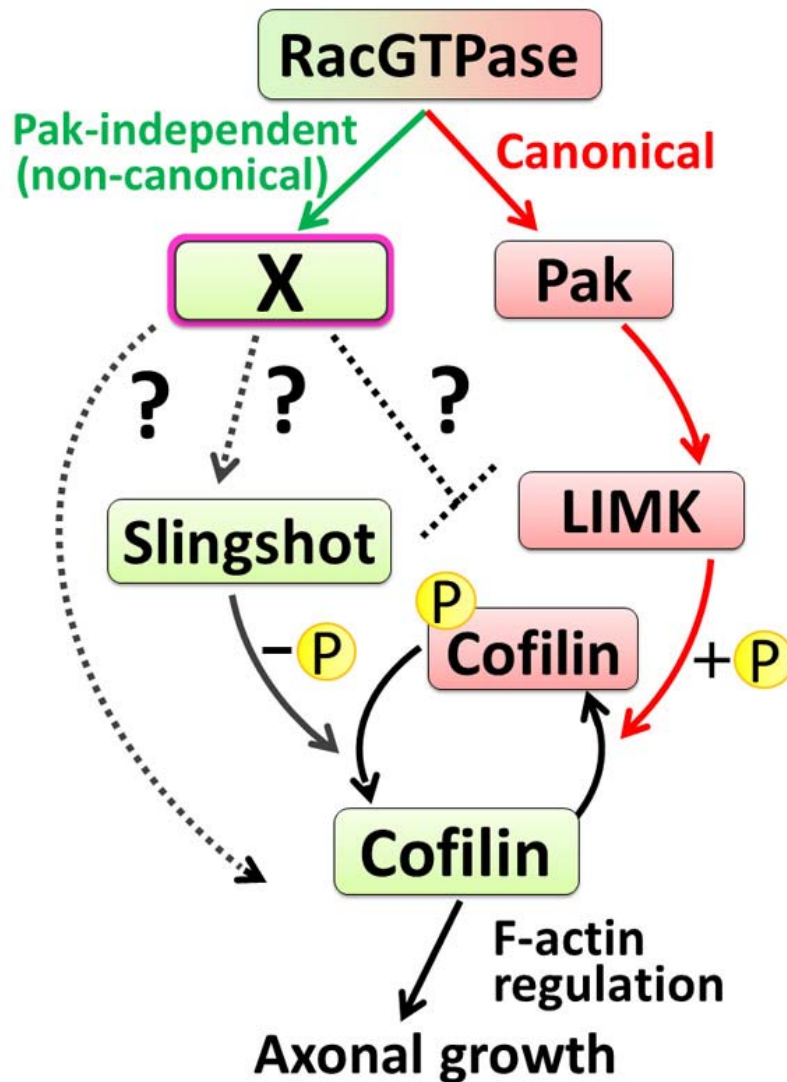 RacGTPase
Pak-independent
(non-canonical)
Canonical
X
Pak
? ? ?
Slingshot
LIMK
P
Cofilin
–P
+P
Cofilin
F-actin
regulation
Axonal growth